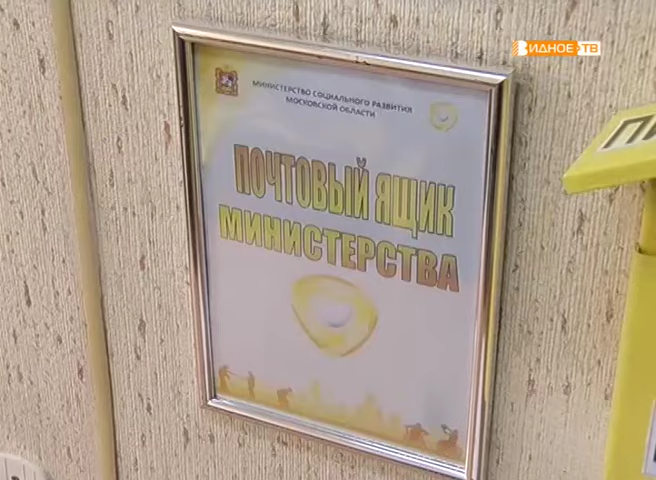 ВИДНОЕ-ТВ
МИНИСТЕРСТВО СОЦИАЛЬНОГО РАЗВИТИЯ
МОСКОВСКОЙ ОБЛАСТИ
ПОЧТОВЫЙ ЯЩИК
МИНИСТЕРСТВА